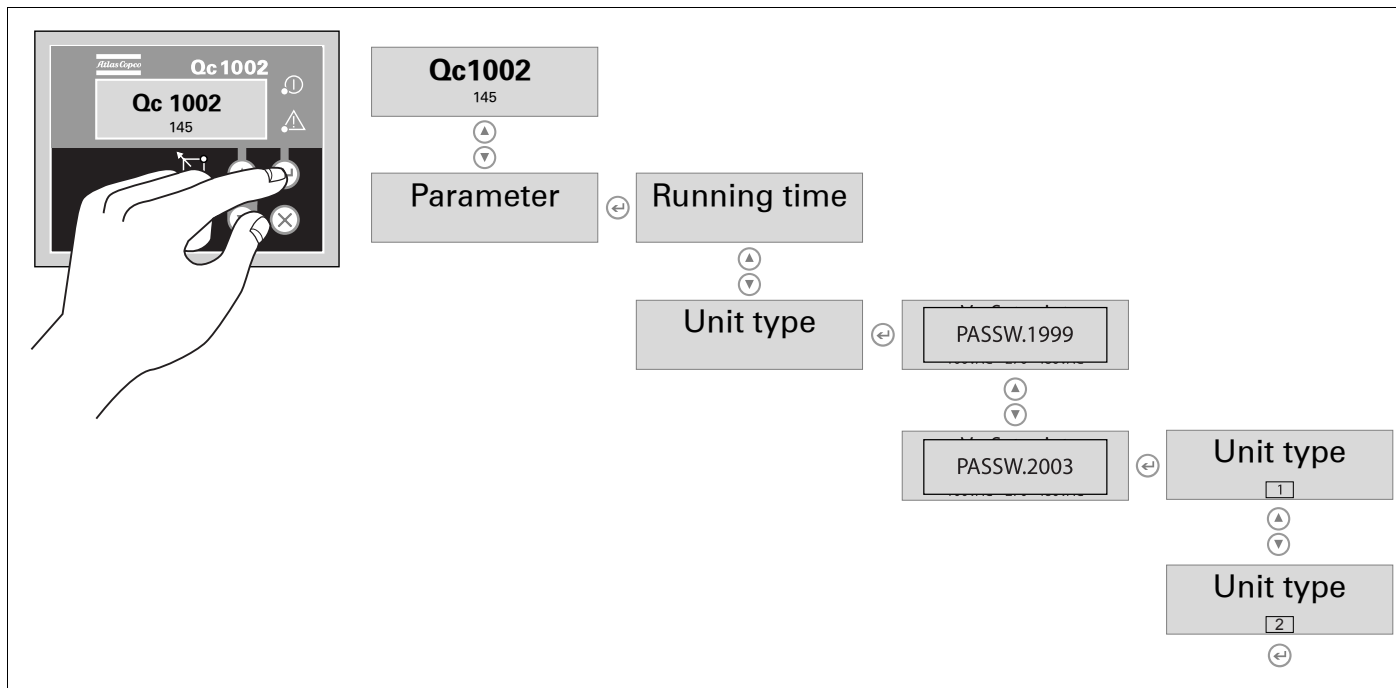 Atlas Copco
Qc1002
Qc 1002
145
Qc1002
145
Parameter
Running time
Unit type
PASSW.1999
PASSW.2003
Unit type
1
Unit type
2